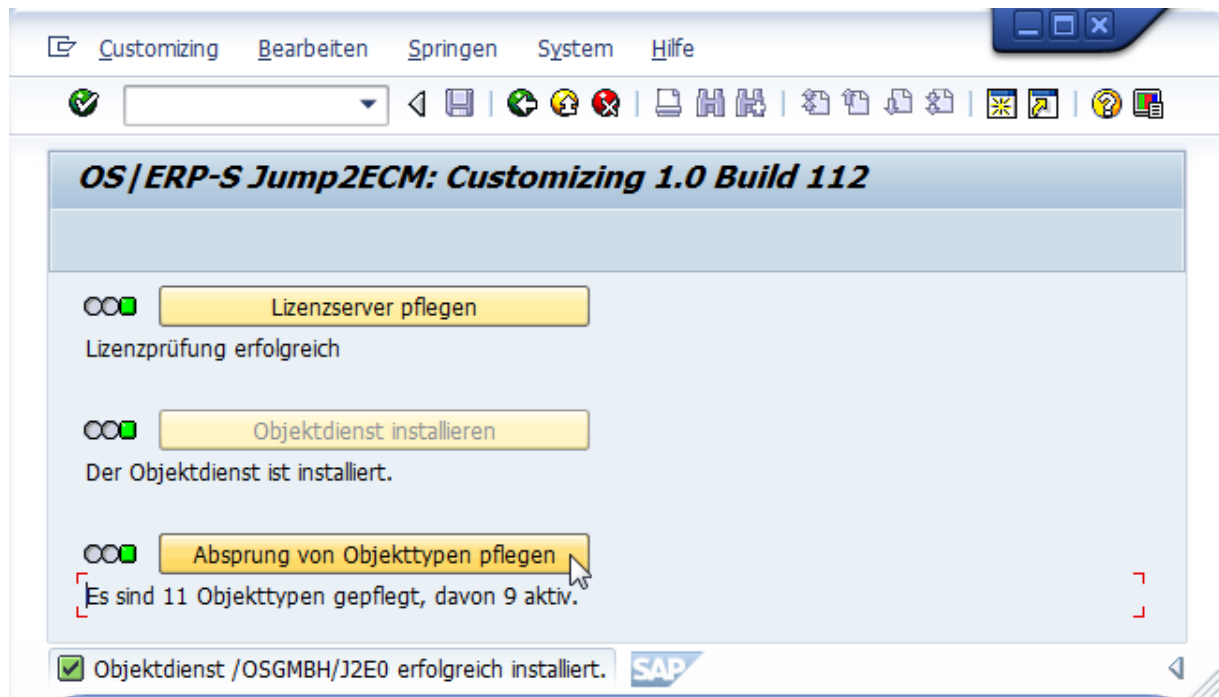 Customizing Bearbeiten Springen System Hilfe
OS|ERP-S Jump2ECM: Customizing 1.0 Build 112
Lizenzserver pflegen
Lizenzprüfung erfolgreich
Objektdienst installieren
Der Objektdienst ist installiert.
Absprung von Objekttypen pflegen
Es sind 11 Objekttypen gepflegt, davon 9 aktiv.
Objektdienst /OSGMBH/J2E0 erfolgreich installiert. SAP